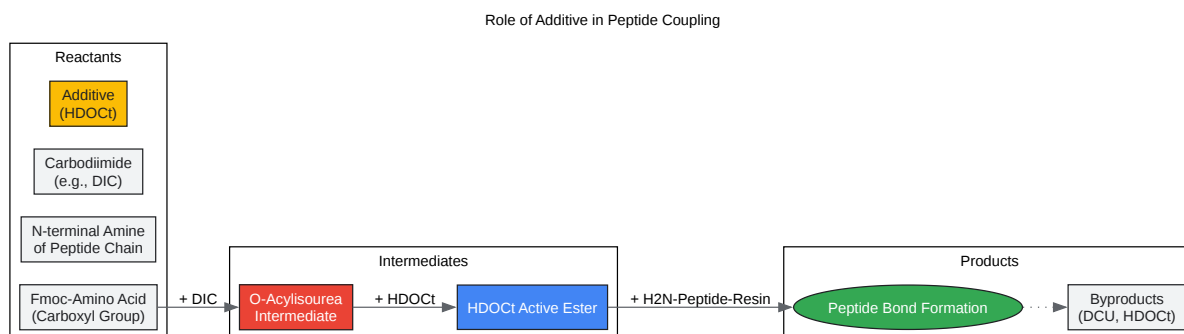 Role of Additive in Peptide Coupling
Reactants
Additive
(HDOCt)
Carbodiimide
(e.g., DIC)
N-terminal Amine
of Peptide Chain
Fmoc-Amino Acid
(Carboxyl Group)
+ DIC
Intermediates
O-Acylisourea
Intermediate
+ HDOCt
HDOCt Active Ester
+ H2N-Peptide-Resin
Products
Peptide Bond Formation
Byproducts
(DCU, HDOCt)